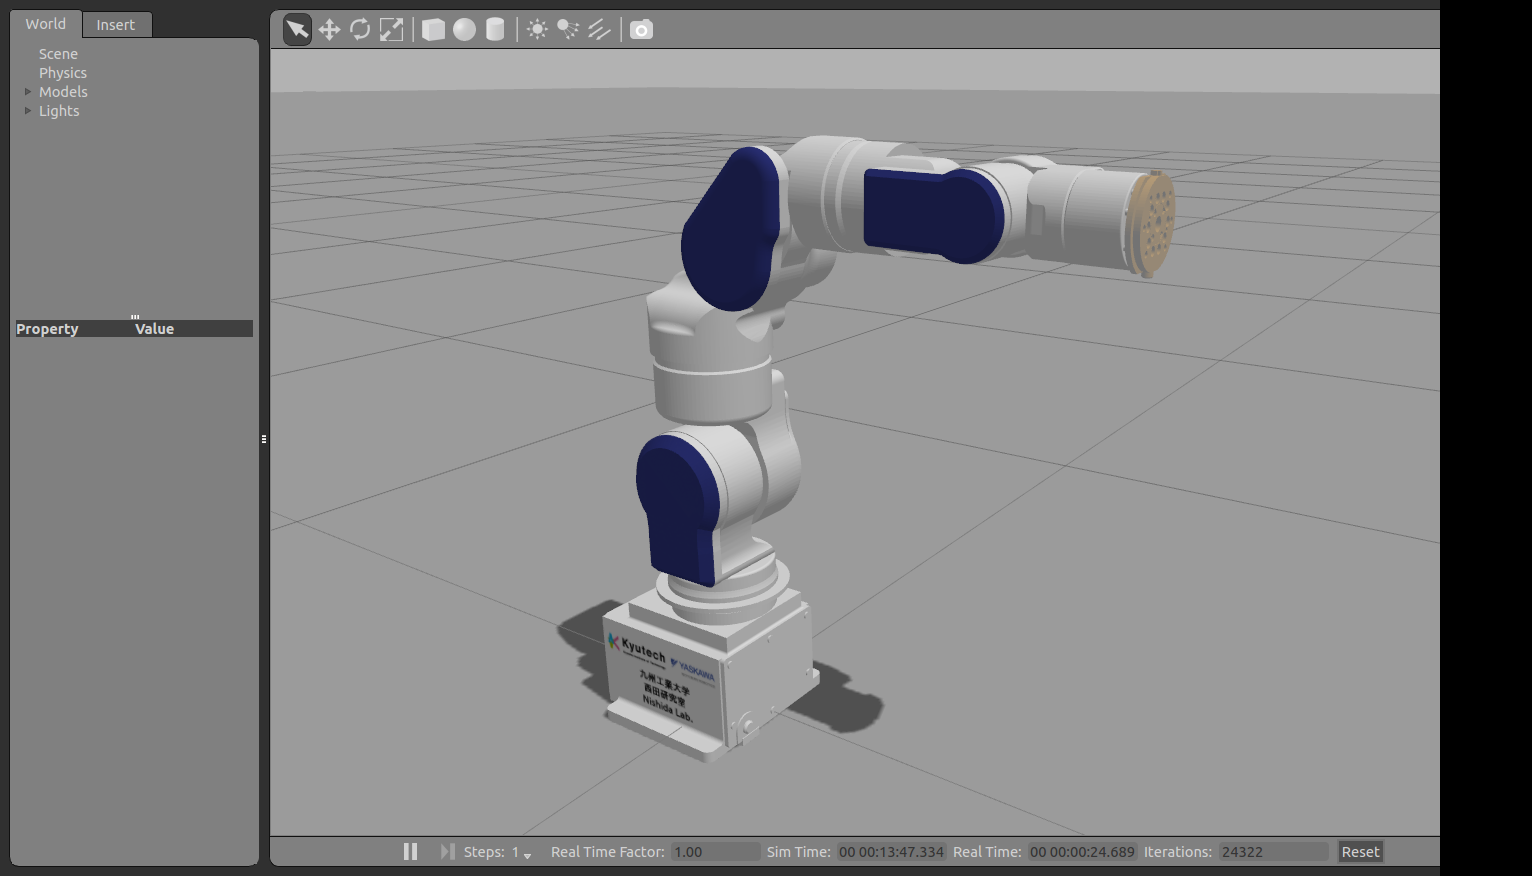 World
Insert
Scene
Physics
Models
Lights
Property Value
Kyutech
YASKAWA
九州工業大学
西田研究室
Nishida Lab.
Steps: 1 Real Time Factor: 1.00 Sim Time: 00 00:13:47.334 Real Time: 00 00:00:24.689 Iterations: 24322 Reset